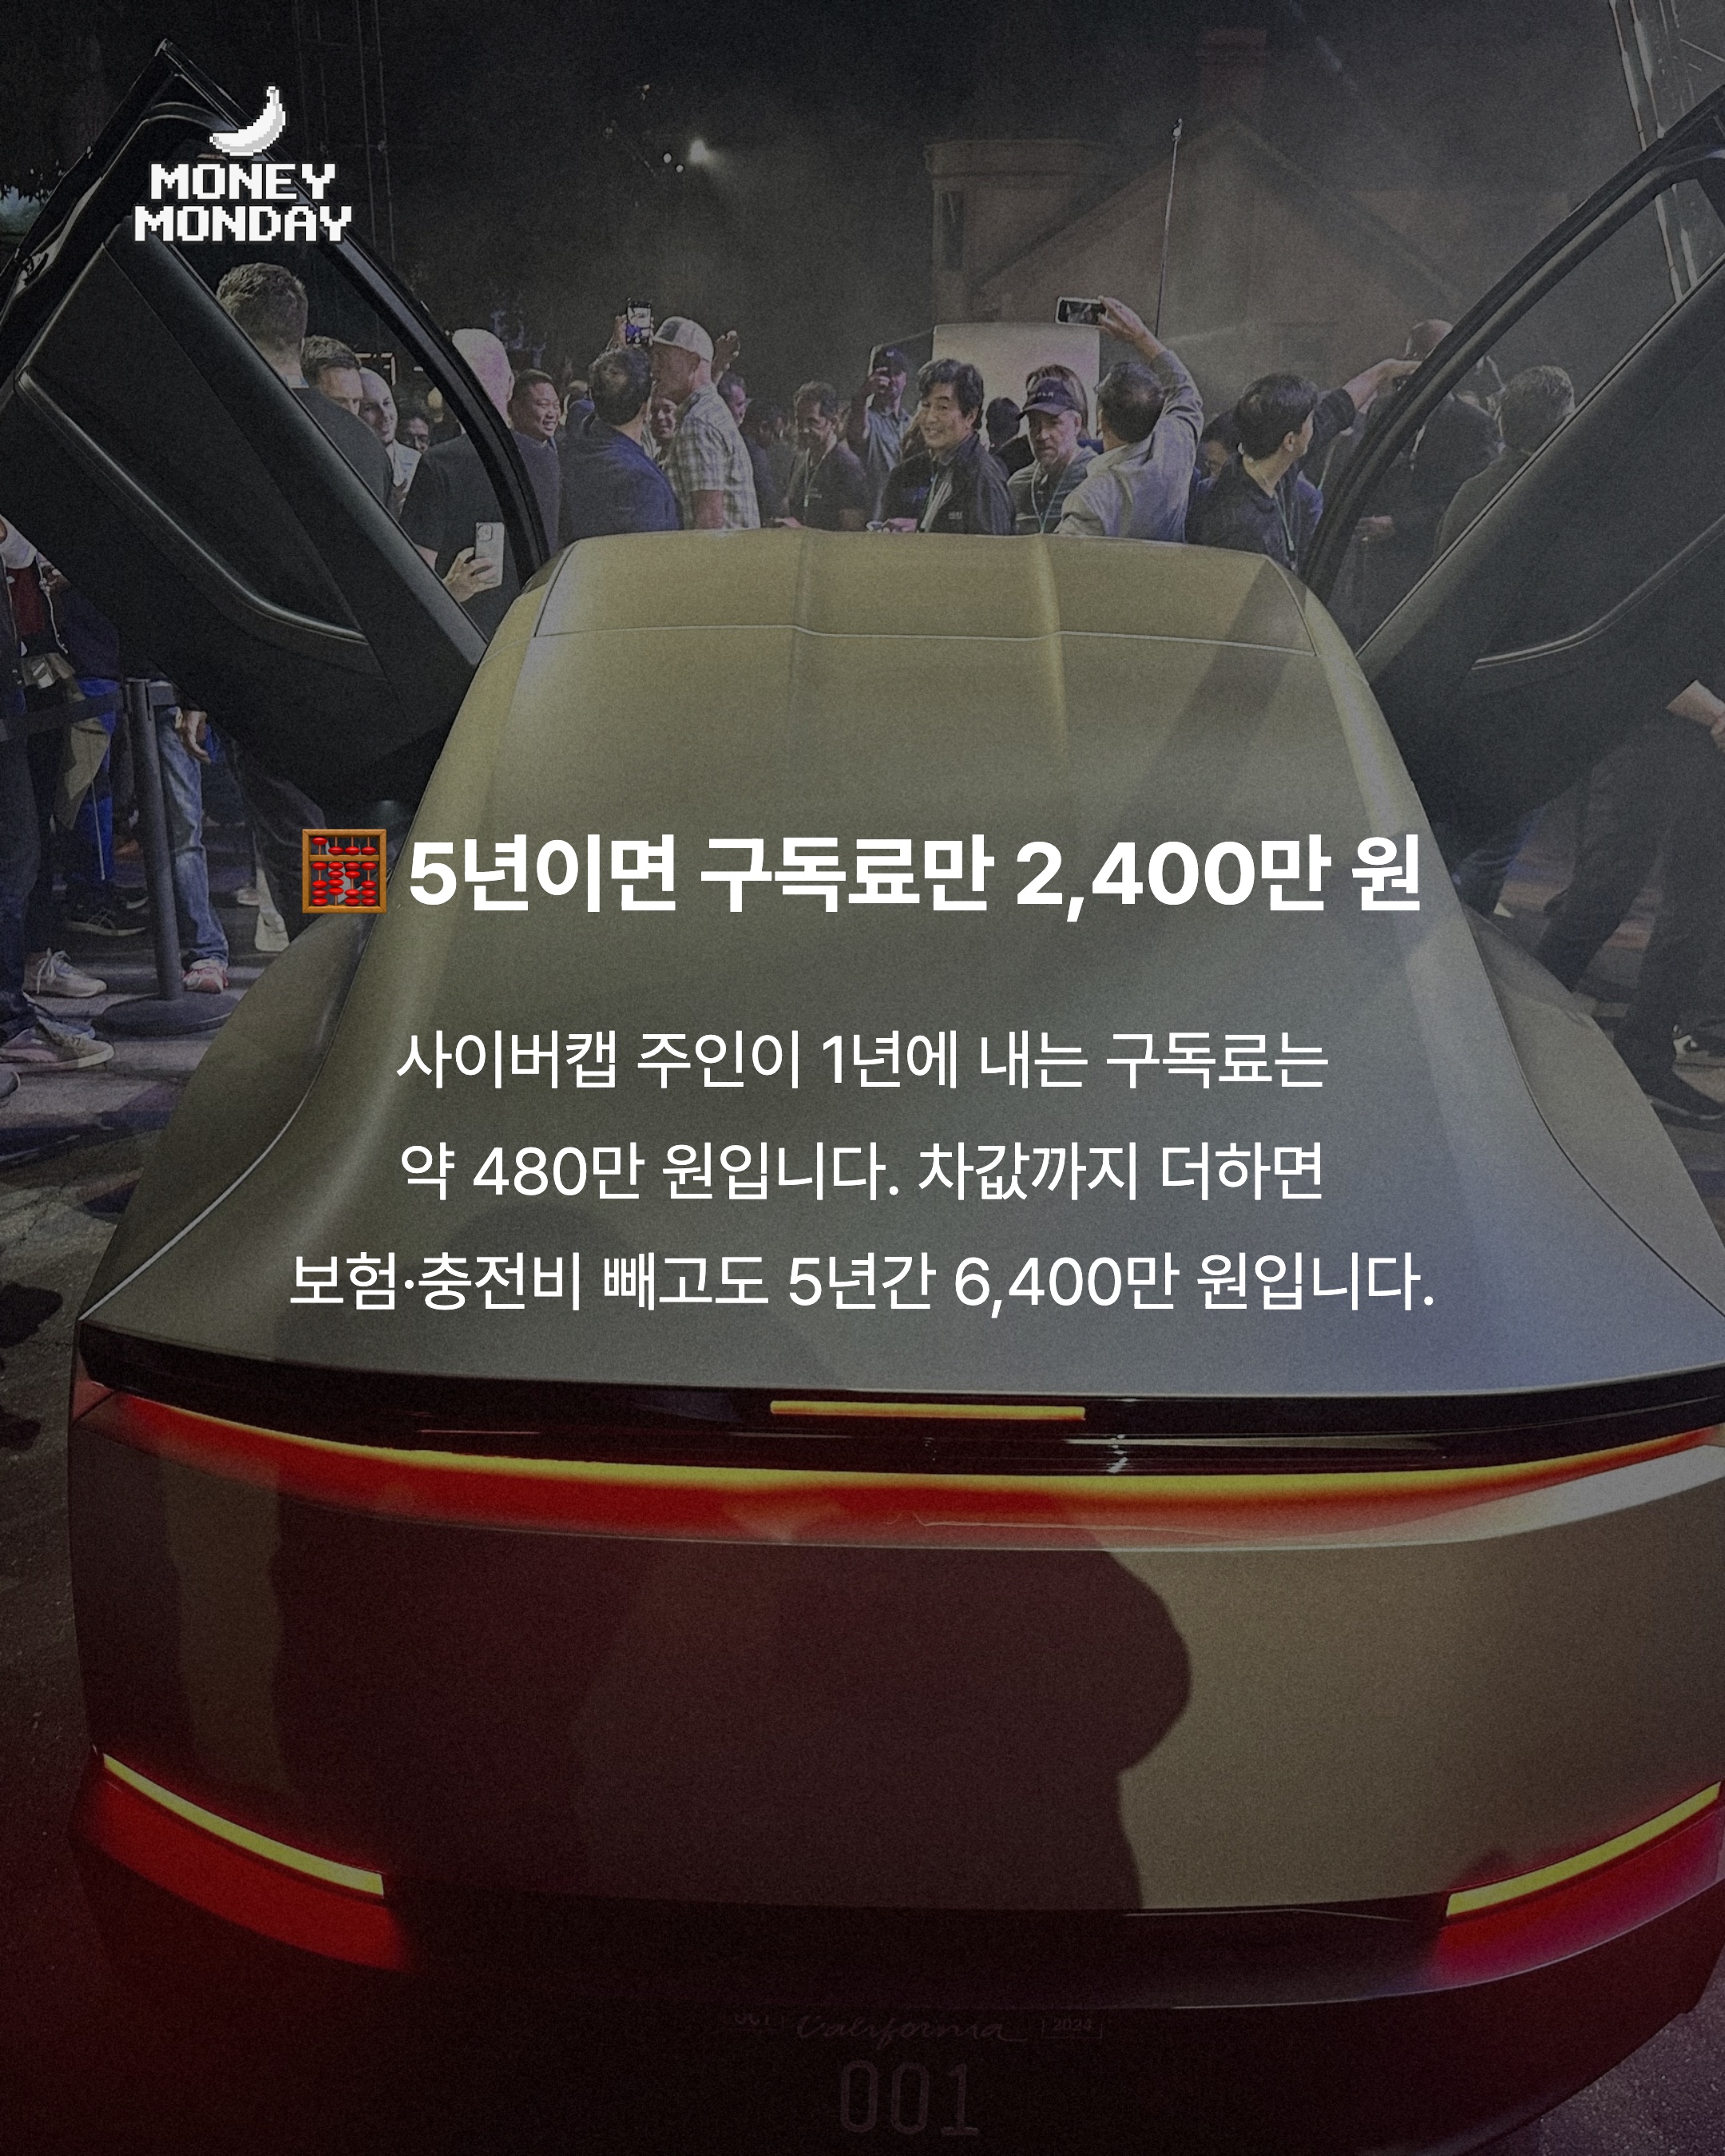 MONEY
MONDAY
🧮 5년이면 구독료만 2,400만 원
사이버캡 주인이 1년에 내는 구독료는
약 480만 원입니다. 차값까지 더하면
보험·충전비 빼고도 5년간 6,400만 원입니다.
California 2024
001